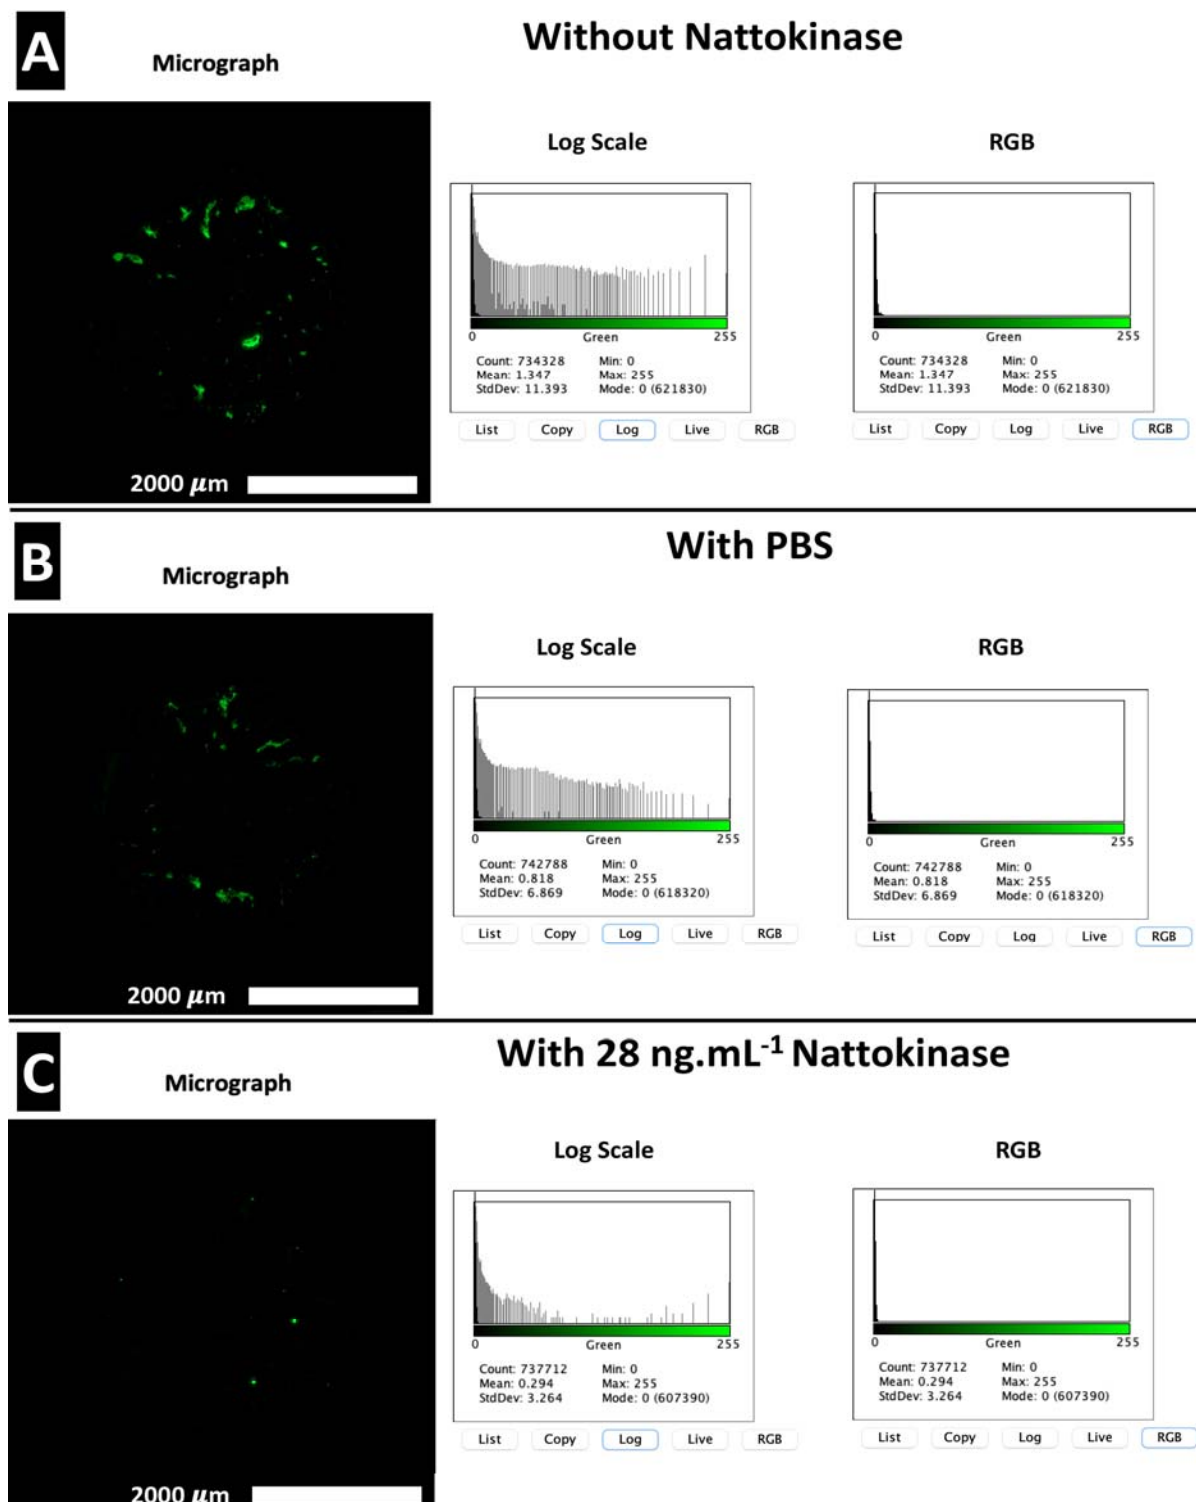 A
Without Nattokinase
Micrograph
Log Scale
RGB
0 Green 255
Count: 734328 Min: 0
Mean: 1.347 Max: 255
StdDev: 11.393 Mode: 0 (621830)
List Copy Log Live RGB
0 Green 255
Count: 734328 Min: 0
Mean: 1.347 Max: 255
StdDev: 11.393 Mode: 0 (621830)
List Copy Log Live RGB
2000 μm
B
With PBS
Micrograph
Log Scale
RGB
0 Green 255
Count: 742788 Min: 0
Mean: 0.818 Max: 255
StdDev: 6.869 Mode: 0 (618320)
List Copy Log Live RGB
0 Green 255
Count: 742788 Min: 0
Mean: 0.818 Max: 255
StdDev: 6.869 Mode: 0 (618320)
List Copy Log Live RGB
2000 μm
C
With 28 ng.mL⁻¹ Nattokinase
Micrograph
Log Scale
RGB
0 Green 255
Count: 737712 Min: 0
Mean: 0.294 Max: 255
StdDev: 3.264 Mode: 0 (607390)
List Copy Log Live RGB
0 Green 255
Count: 737712 Min: 0
Mean: 0.294 Max: 255
StdDev: 3.264 Mode: 0 (607390)
List Copy Log Live RGB
2000 μm